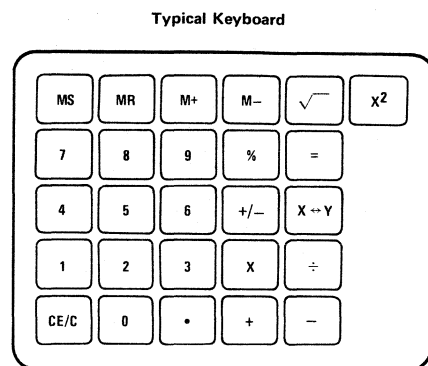 Typical Keyboard
MS MR M+ M− √ X²
7 8 9 % =
4 5 6 +/− X ↔ Y
1 2 3 X ÷
CE/C 0 • + −